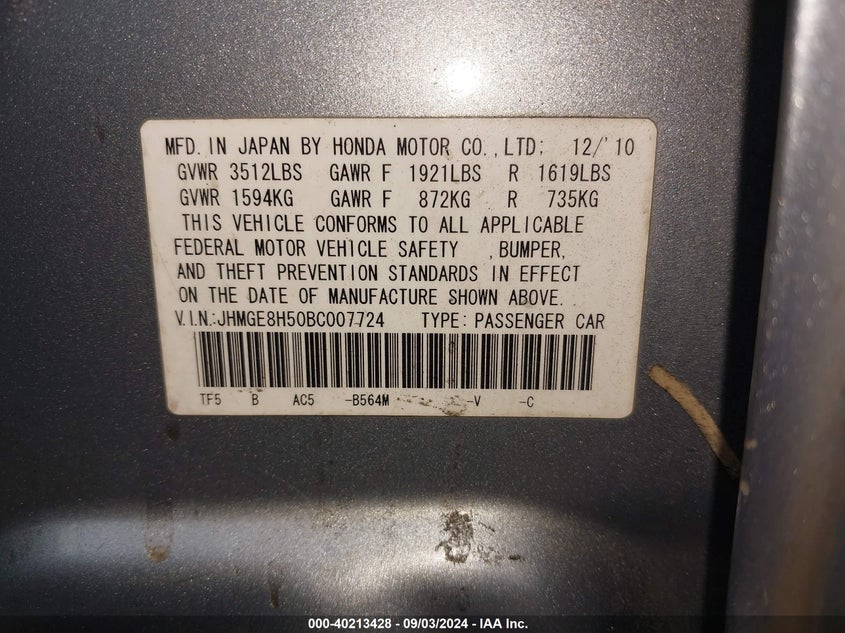 MFD. IN JAPAN BY HONDA MOTOR CO.,LTD: 12/'10
GVWR 3512LBS GAWR F 1921LBS R 1619LBS
GVWR 1594KG GAWR F 872KG R 735KG
THIS VEHICLE CONFORMS TO ALL APPLICABLE
FEDERAL MOTOR VEHICLE SAFETY ,BUMPER,
AND THEFT PREVENTION STANDARDS IN EFFECT
ON THE DATE OF MANUFACTURE SHOWN ABOVE.
V.I.N.:JHMGE8H50BC007724 TYPE: PASSENGER CAR
TF5 B AC5 -B564M -V -C
000-40213428 - 09/03/2024 - IAA Inc.